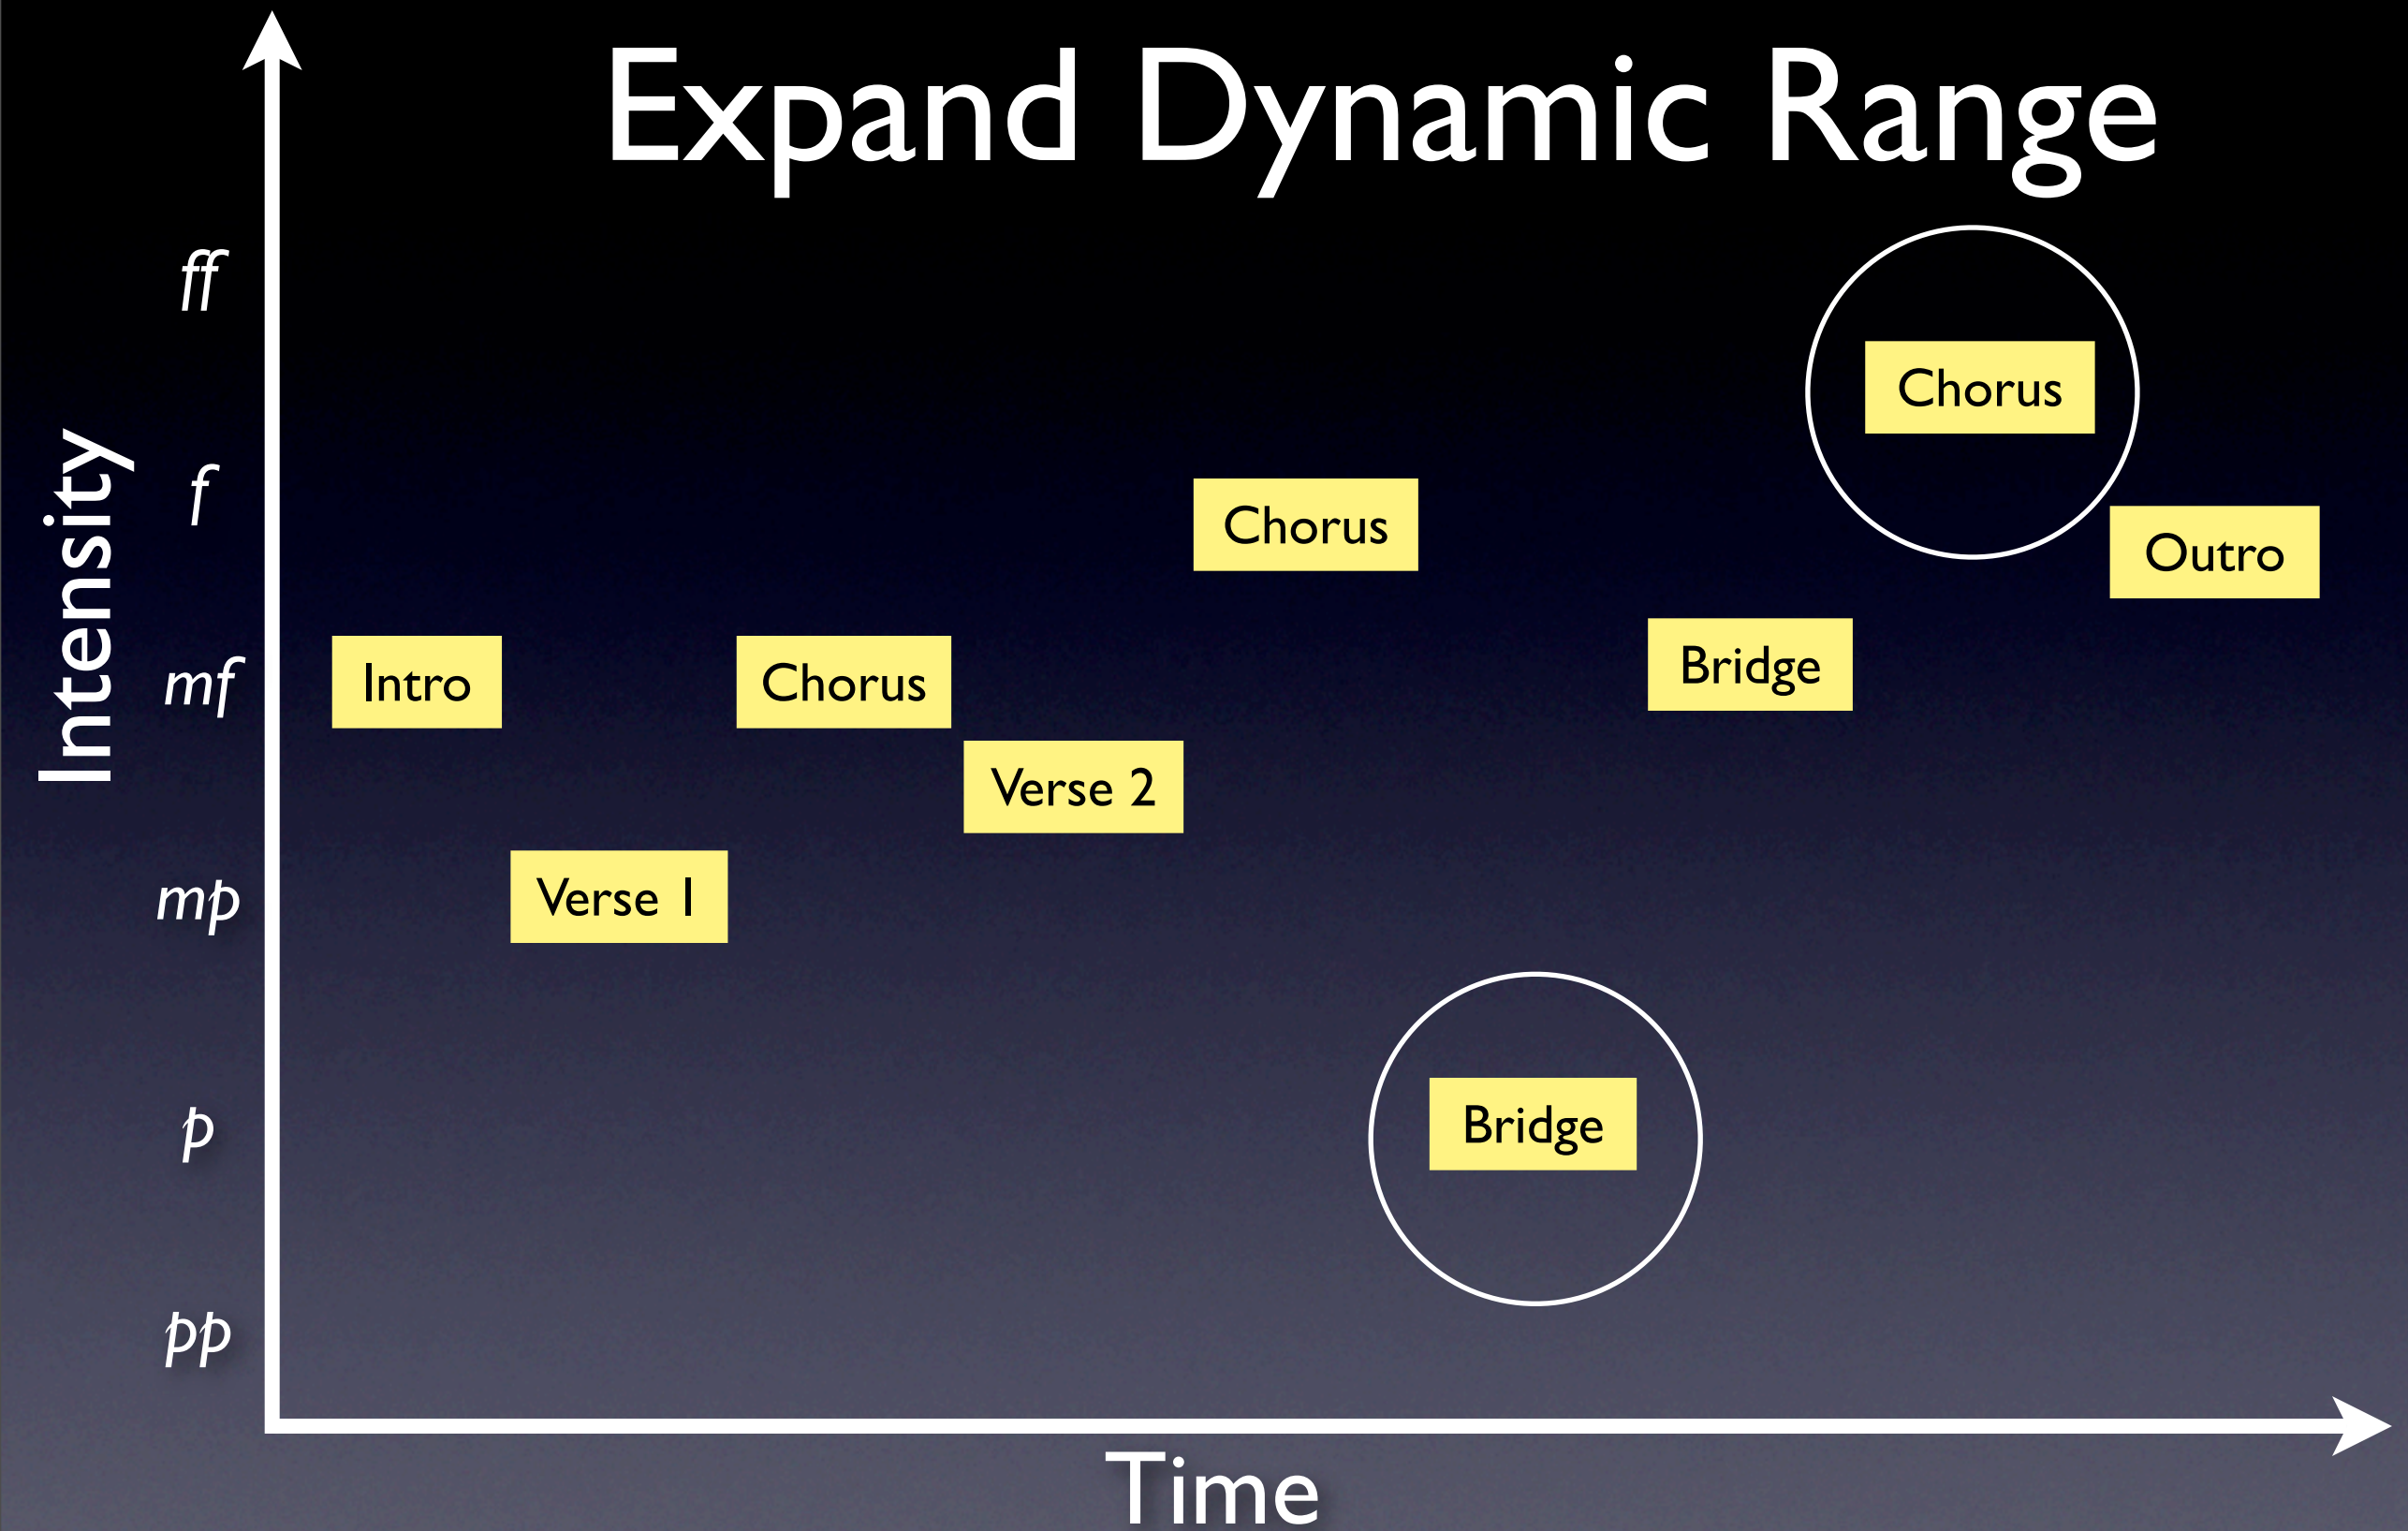 Expand Dynamic Range
Intensity
ff
f
mf
mp
p
pp
Intro
Verse 1
Chorus
Verse 2
Chorus
Bridge
Bridge
Chorus
Outro
Time